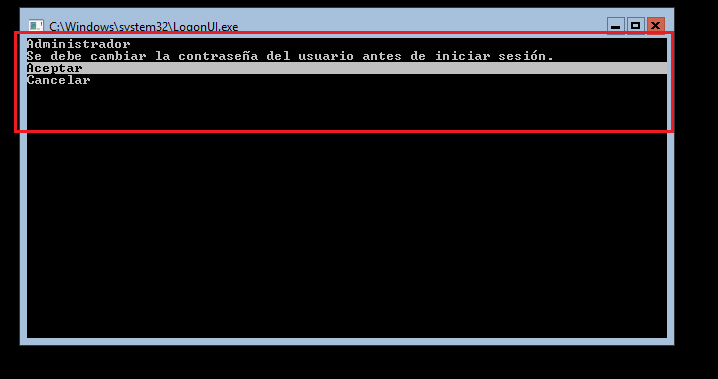 C:\Windows\system32\LogonUI.exe
Administrador
Se debe cambiar la contraseña del usuario antes de iniciar sesión.
Aceptar
Cancelar